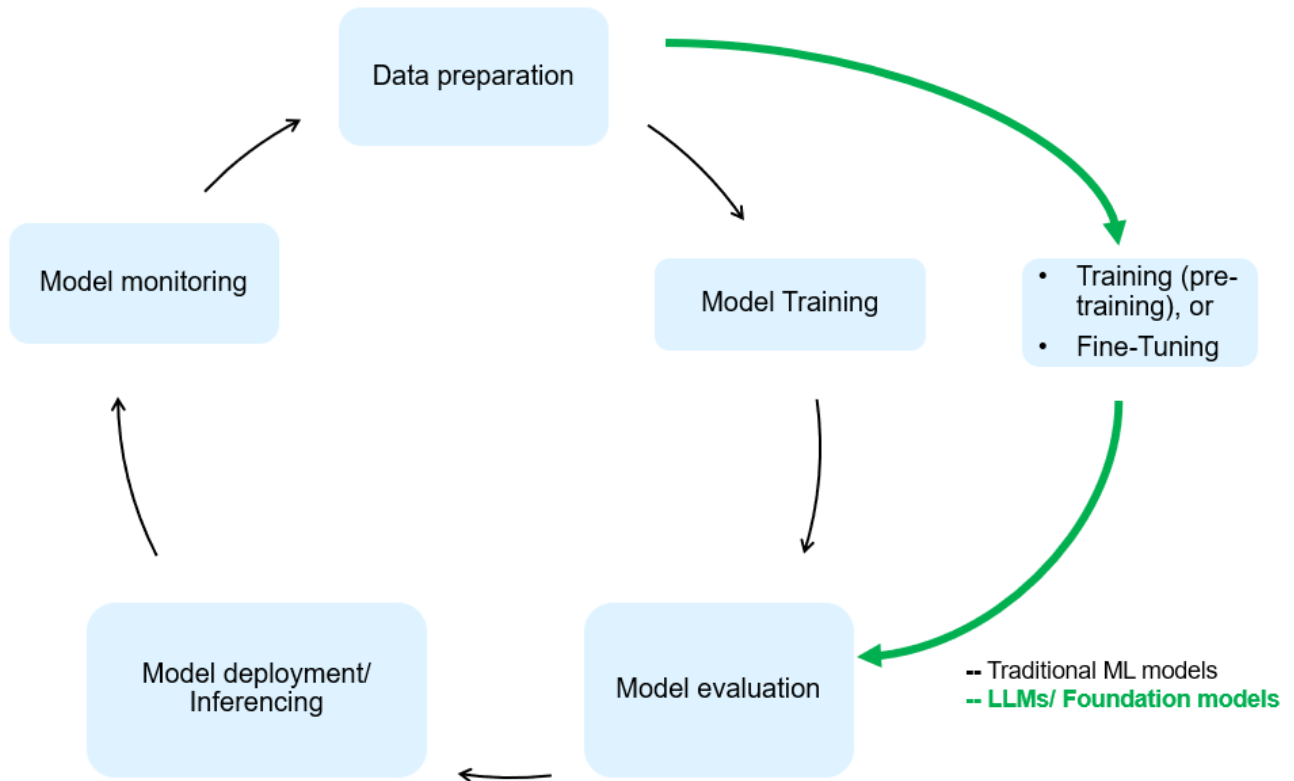 Data preparation
Model monitoring
Model Training
• Training (pre-
training), or
• Fine-Tuning
Model deployment/
Inferencing
Model evaluation
-- Traditional ML models
-- LLMs/ Foundation models